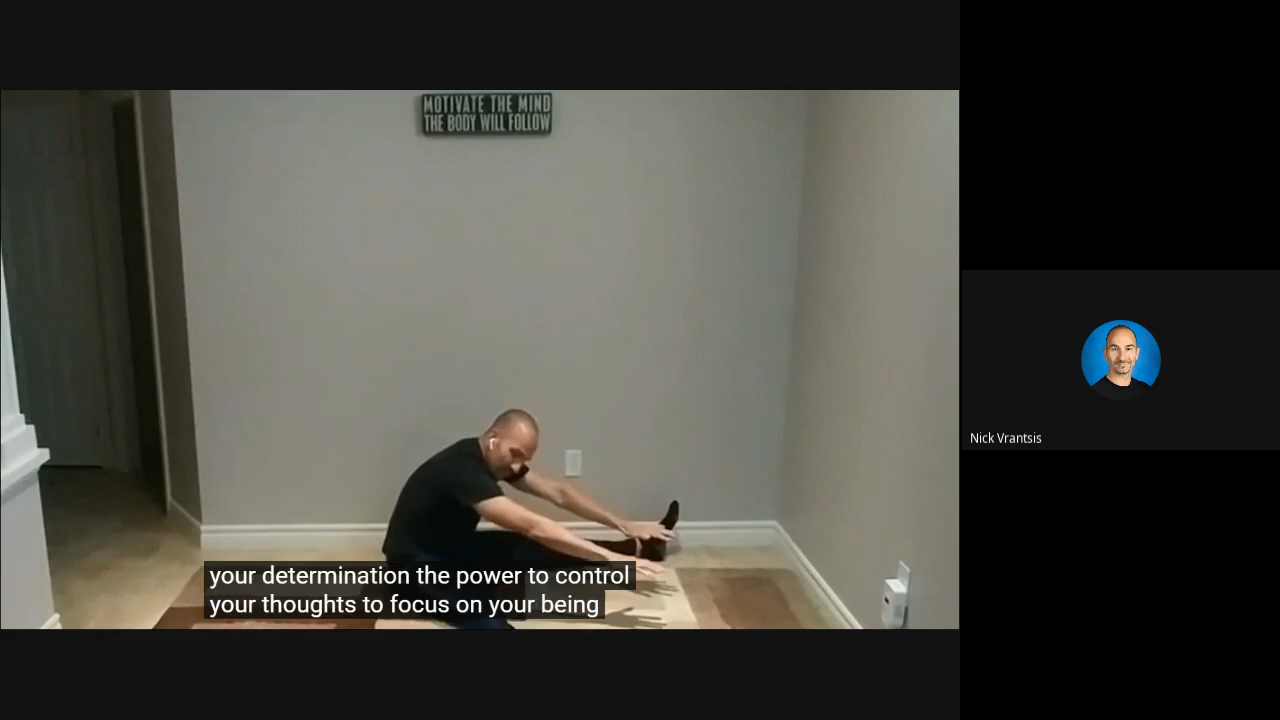 MOTIVATE THE MIND
THE BODY WILL FOLLOW
your determination the power to control
your thoughts to focus on your being
Nick Vrantsis